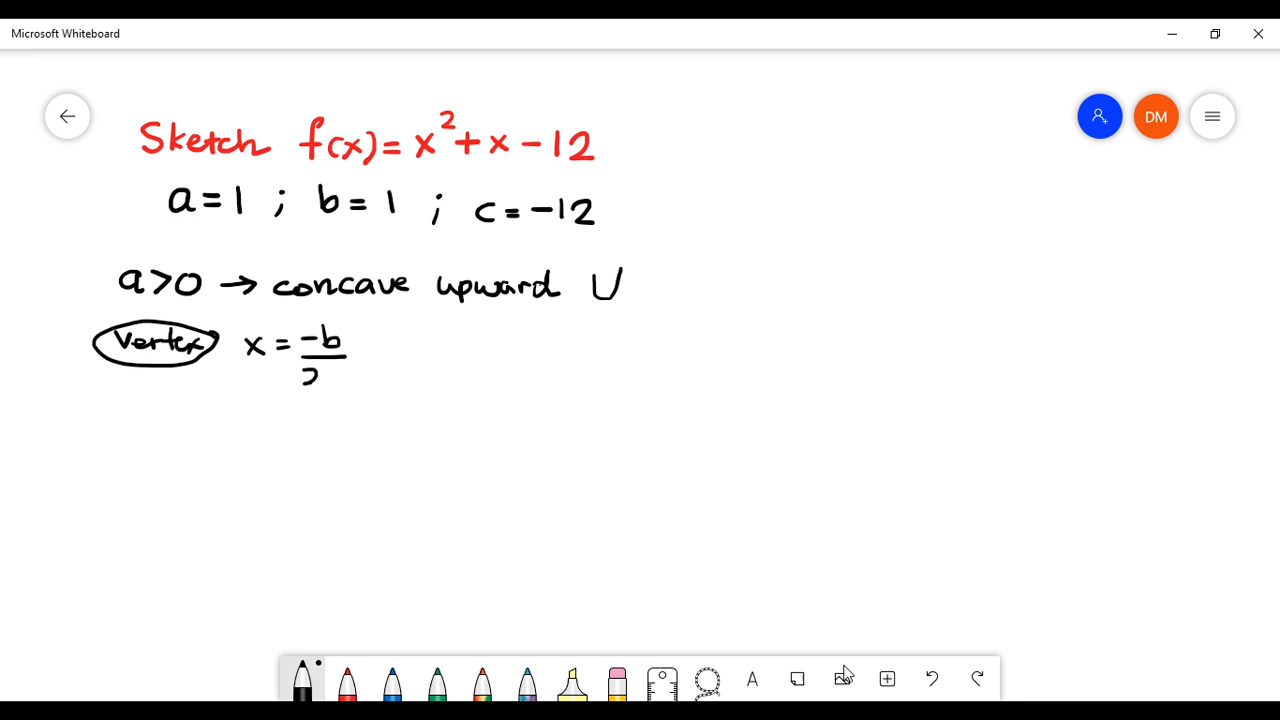 Microsoft Whiteboard
DM
Sketch f(x) = x² + x - 12
a = 1 ; b = 1 ; c = -12
a > 0 → concave upward ∪
Vertex x = -b
2
A